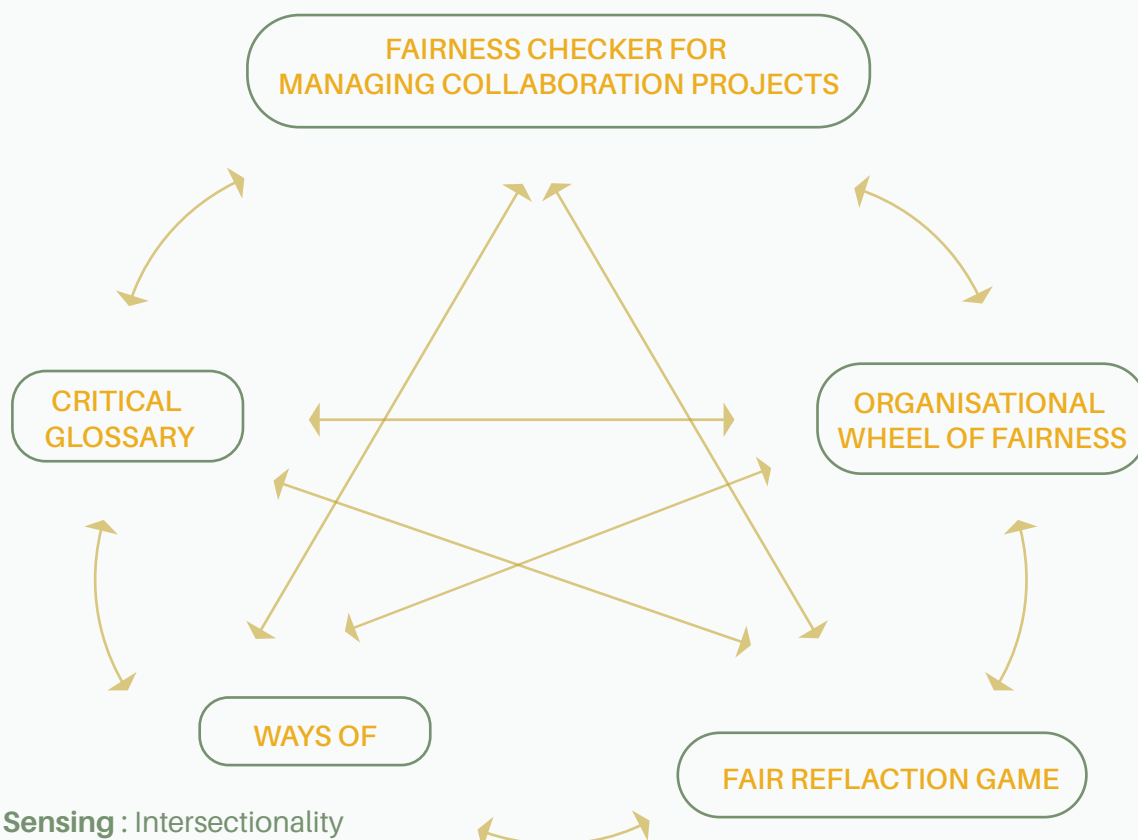 FAIRNESS CHECKER FOR
MANAGING COLLABORATION PROJECTS
CRITICAL
GLOSSARY
ORGANISATIONAL
WHEEL OF FAIRNESS
WAYS OF
FAIR REFLACTION GAME
Sensing : Intersectionality